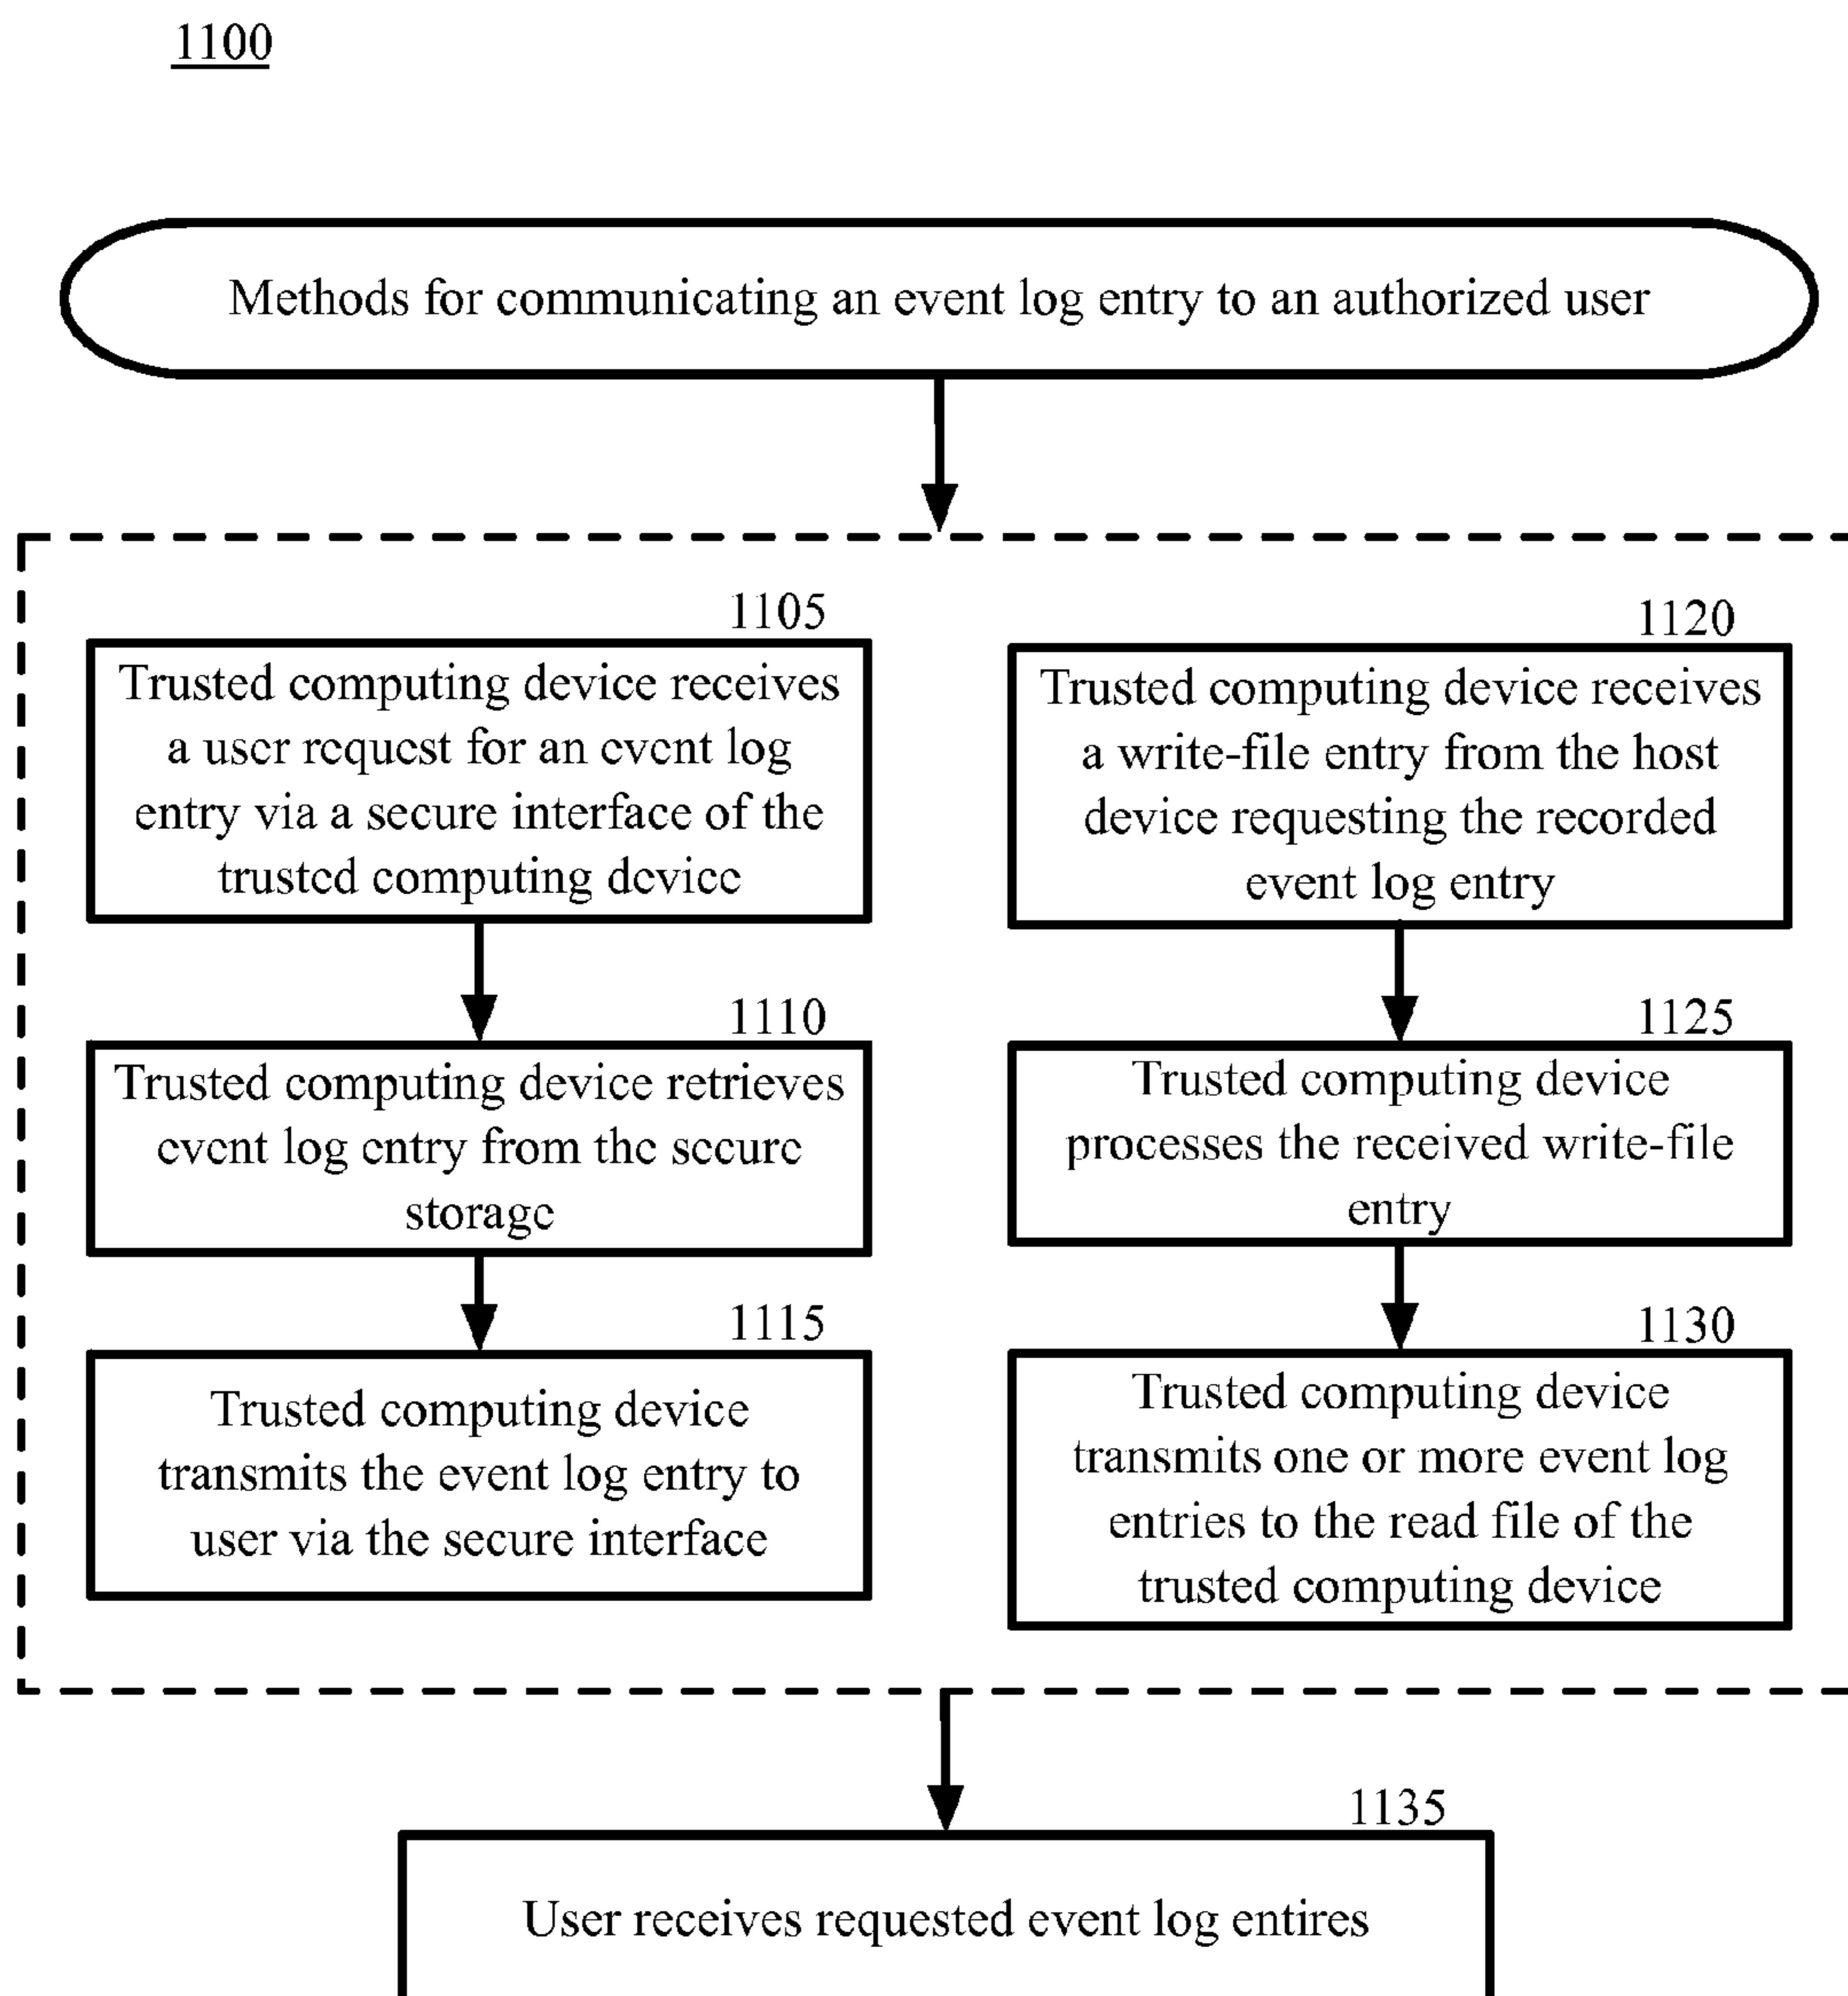 1100
Methods for communicating an event log entry to an authorized user
1105
Trusted computing device receives
a user request for an event log
entry via a secure interface of the
trusted computing device
1110
Trusted computing device retrieves
event log entry from the secure
storage
1115
Trusted computing device
transmits the event log entry to
user via the secure interface
1120
Trusted computing device receives
a write-file entry from the host
device requesting the recorded
event log entry
1125
Trusted computing device
processes the received write-file
entry
1130
Trusted computing device
transmits one or more event log
entries to the read file of the
trusted computing device
1135
User receives requested event log entires